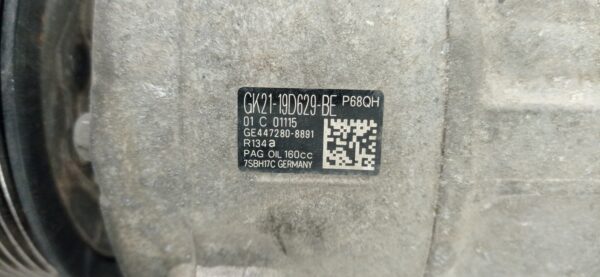 GK21-19D629-BE P68QH
01 C 01115
GE447280-8891
R134a
PAG OIL 160cc
7SBH17C GERMANY